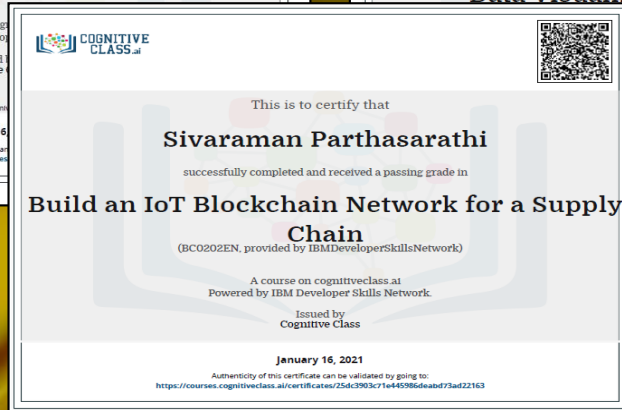 COGNITIVE
CLASS.ai
This is to certify that
Sivaraman Parthasarathi
successfully completed and received a passing grade in
Build an IoT Blockchain Network for a Supply
Chain
(BC0202EN, provided by IBMDeveloperSkillsNetwork)
A course on cognitiveclass.ai
Powered by IBM Developer Skills Network.
Issued by
Cognitive Class
January 16, 2021
Authenticity of this certificate can be validated by going to:
https://courses.cognitiveclass.ai/certificates/25dc3903c71e445986deabd73ad22163